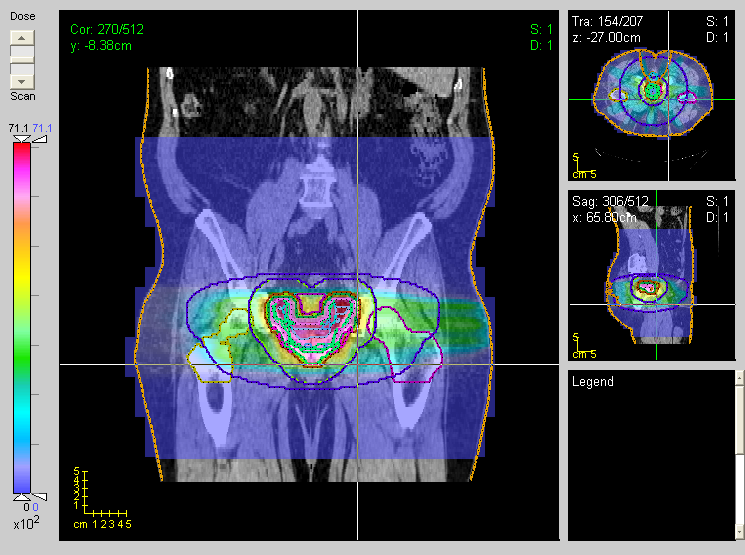 Dose
Scan
71.1 71.1
0 0
x10²
Cor: 270/512
y: -8.38cm
S: 1
D: 1
5
4
3
2
1
cm 1 2 3 4 5
Tra: 154/207
z: -27.00cm
S: 1
D: 1
5
cm 5
Sag: 306/512
x: 65.80cm
S: 1
D: 1
5
cm 5
Legend